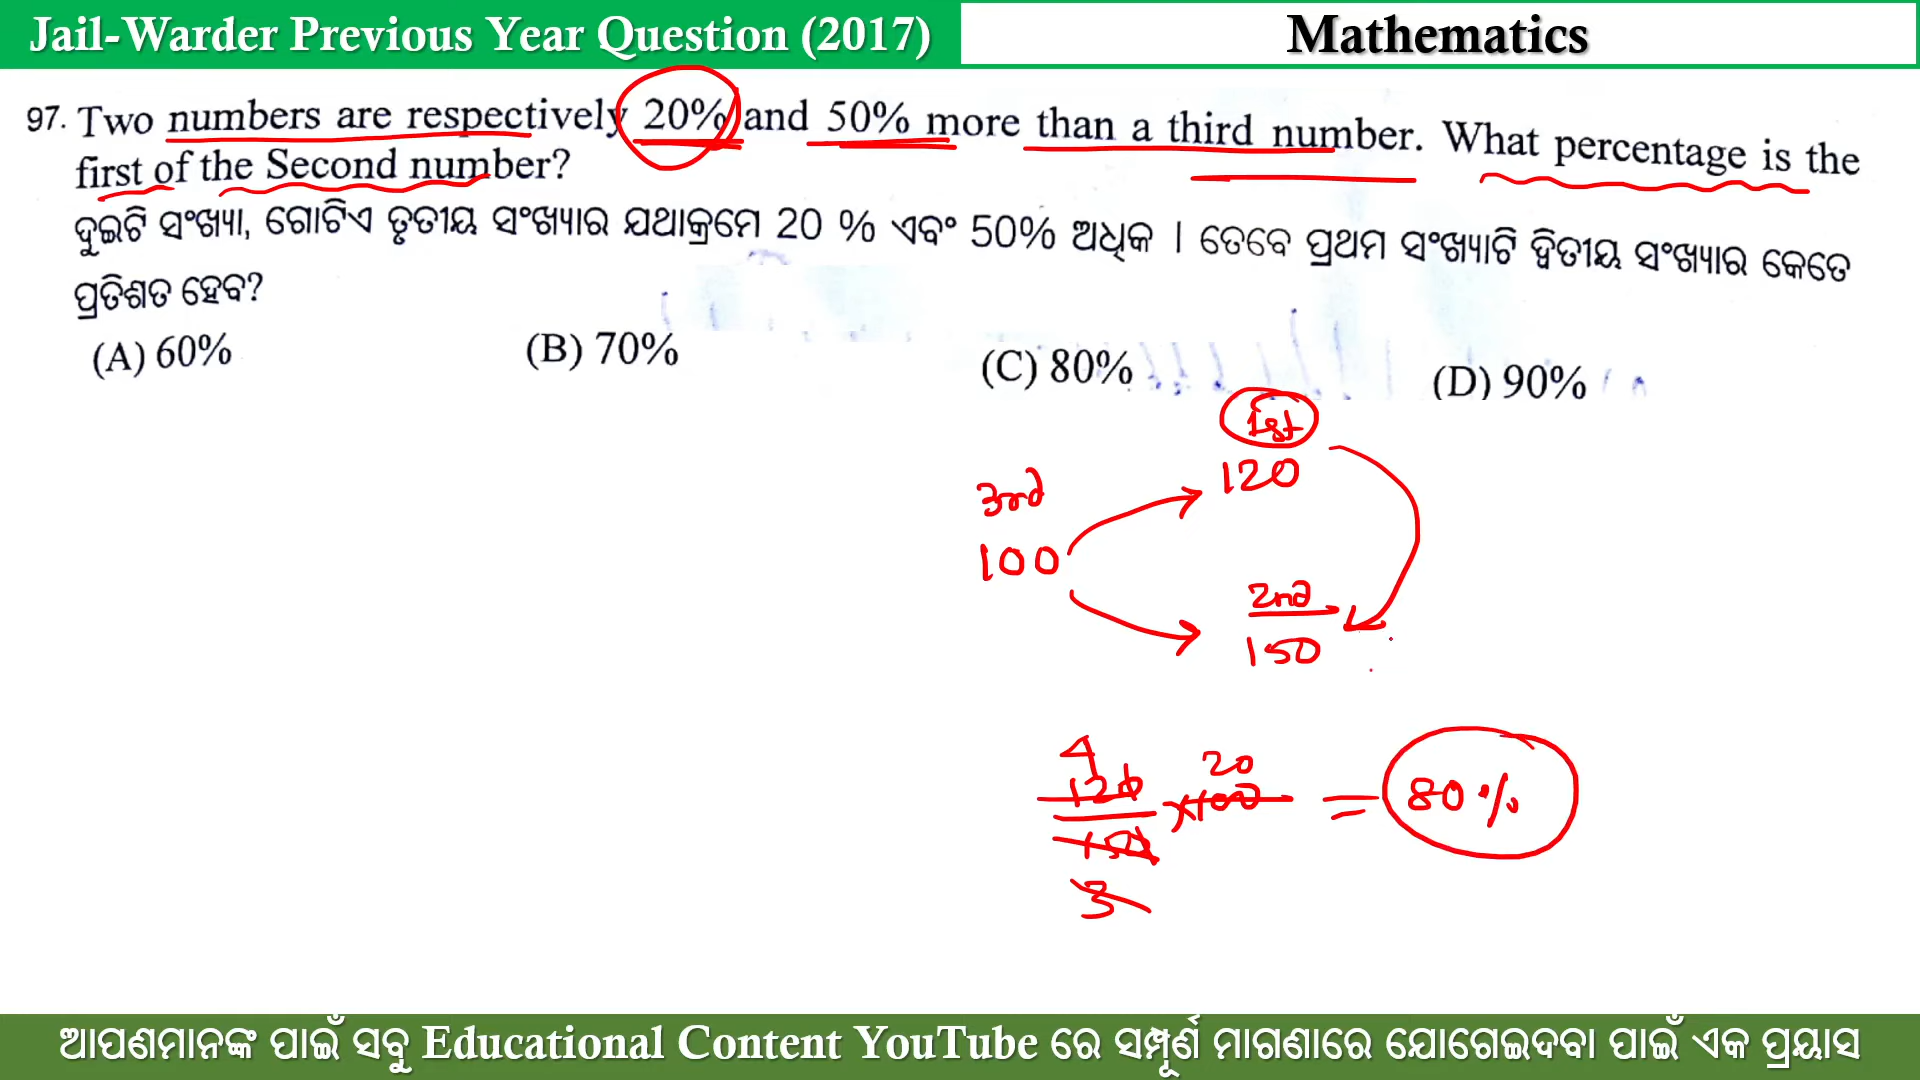 Jail-Warder Previous Year Question (2017)
Mathematics
97. Two numbers are respectively 20% and 50% more than a third number. What percentage is the
first of the Second number?
ଦୁଇଟି ସଂଖ୍ୟା, ଗୋଟିଏ ତୃତୀୟ ସଂଖ୍ୟାର ଯଥାକ୍ରମେ 20 % ଏବଂ 50% ଅଧିକ । ତେବେ ପ୍ରଥମ ସଂଖ୍ୟାଟି ଦ୍ୱିତୀୟ ସଂଖ୍ୟାର କେତେ
ପ୍ରତିଶତ ହେବ?
(A) 60%
(B) 70%
(C) 80%
(D) 90%
1st
120
3rd
100
2nd
150
4
20
120
×100
= 80%
150
3
ଆପଣମାନଙ୍କ ପାଇଁ ସବୁ Educational Content YouTube ରେ ସମ୍ପୂର୍ଣ ମାଗଣାରେ ଯୋଗେଇଦବା ପାଇଁ ଏକ ପ୍ରୟାସ